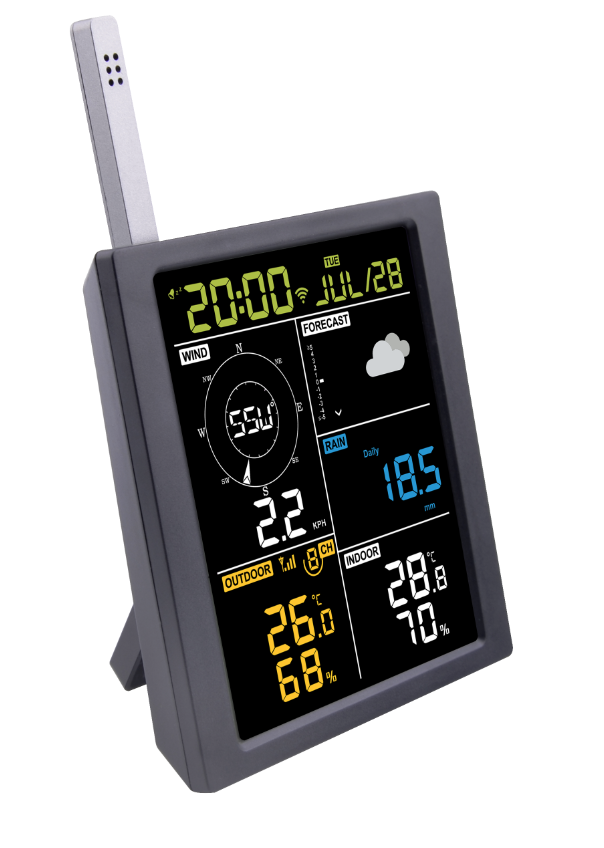 TUE
20:00 JUL/28
WIND
FORECAST
N
NW NE
W SSW° E
SW SE
S
2.2 KPH
RAIN
Daily
18.5
mm
OUTDOOR 8 CH
26.0 °C
68%
INDOOR
28.8 °C
70%